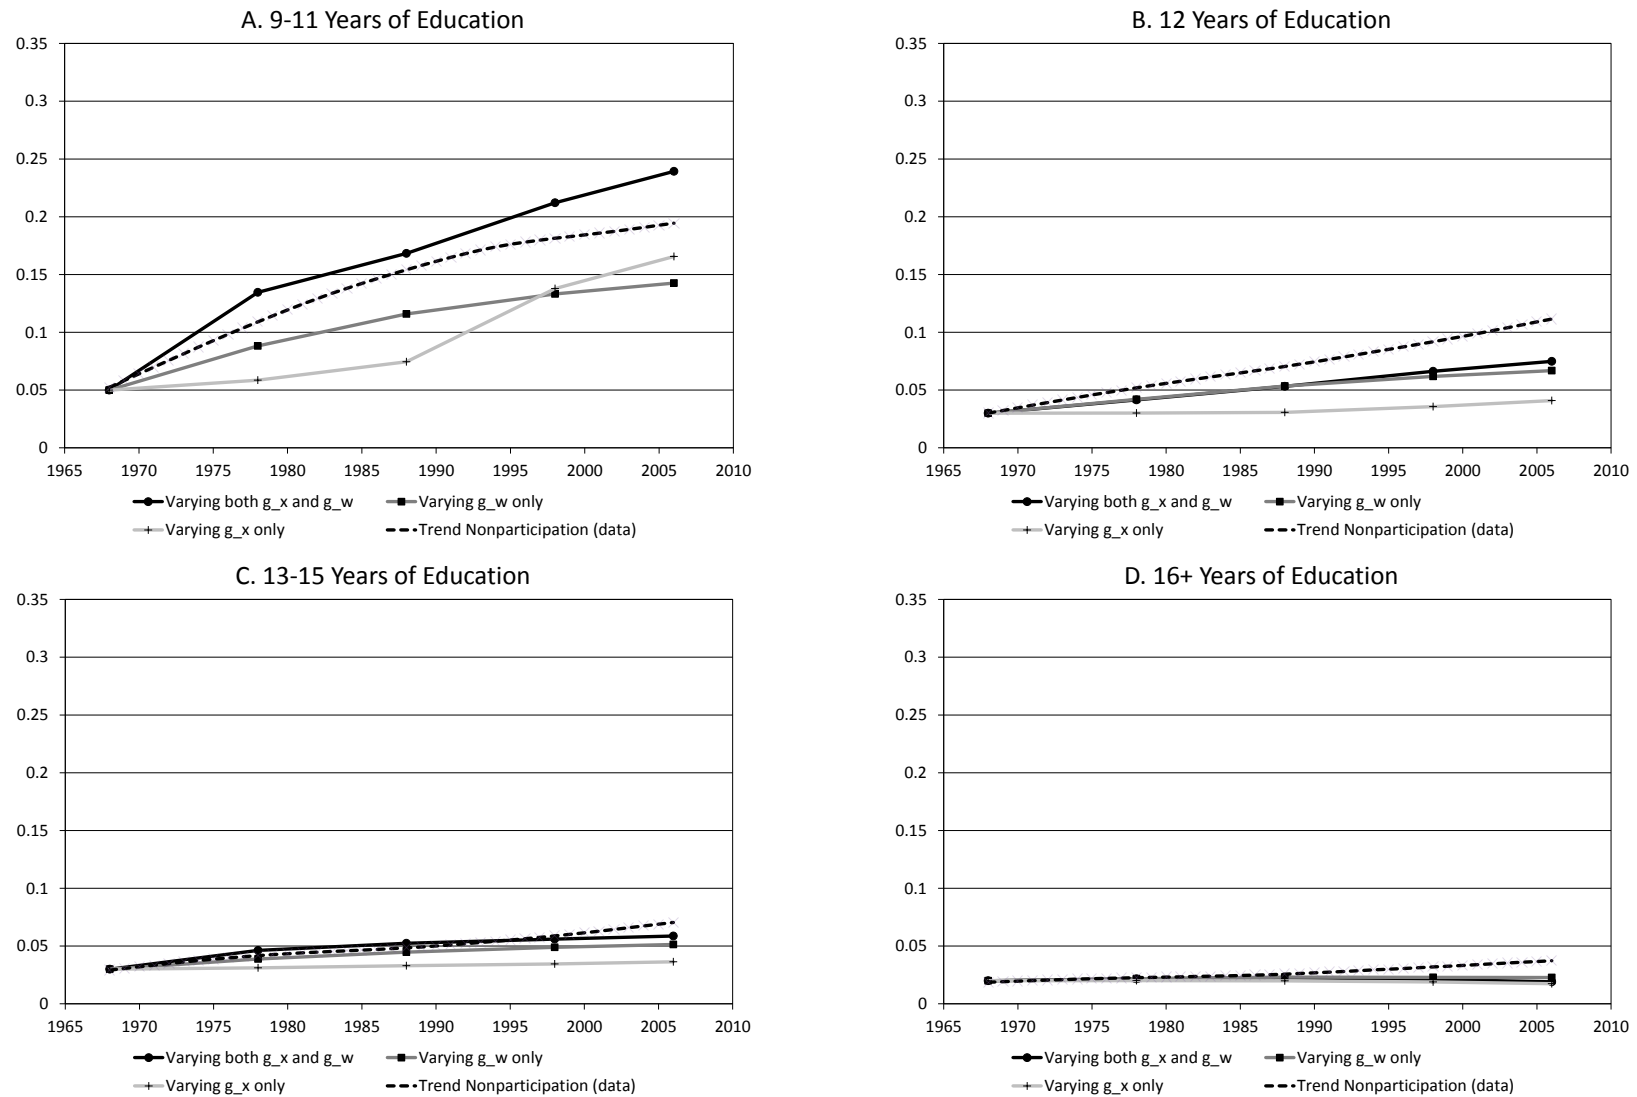 A. 9-11 Years of Education
0.35
0.3
0.25
0.2
0.15
0.1
0.05
0
1965 1970 1975 1980 1985 1990 1995 2000 2005 2010
Varying both g_x and g_w Varying g_w only
Varying g_x only Trend Nonparticipation (data)
B. 12 Years of Education
0.35
0.3
0.25
0.2
0.15
0.1
0.05
0
1965 1970 1975 1980 1985 1990 1995 2000 2005 2010
Varying both g_x and g_w Varying g_w only
Varying g_x only Trend Nonparticipation (data)
C. 13-15 Years of Education
0.35
0.3
0.25
0.2
0.15
0.1
0.05
0
1965 1970 1975 1980 1985 1990 1995 2000 2005 2010
Varying both g_x and g_w Varying g_w only
Varying g_x only Trend Nonparticipation (data)
D. 16+ Years of Education
0.35
0.3
0.25
0.2
0.15
0.1
0.05
0
1965 1970 1975 1980 1985 1990 1995 2000 2005 2010
Varying both g_x and g_w Varying g_w only
Varying g_x only Trend Nonparticipation (data)